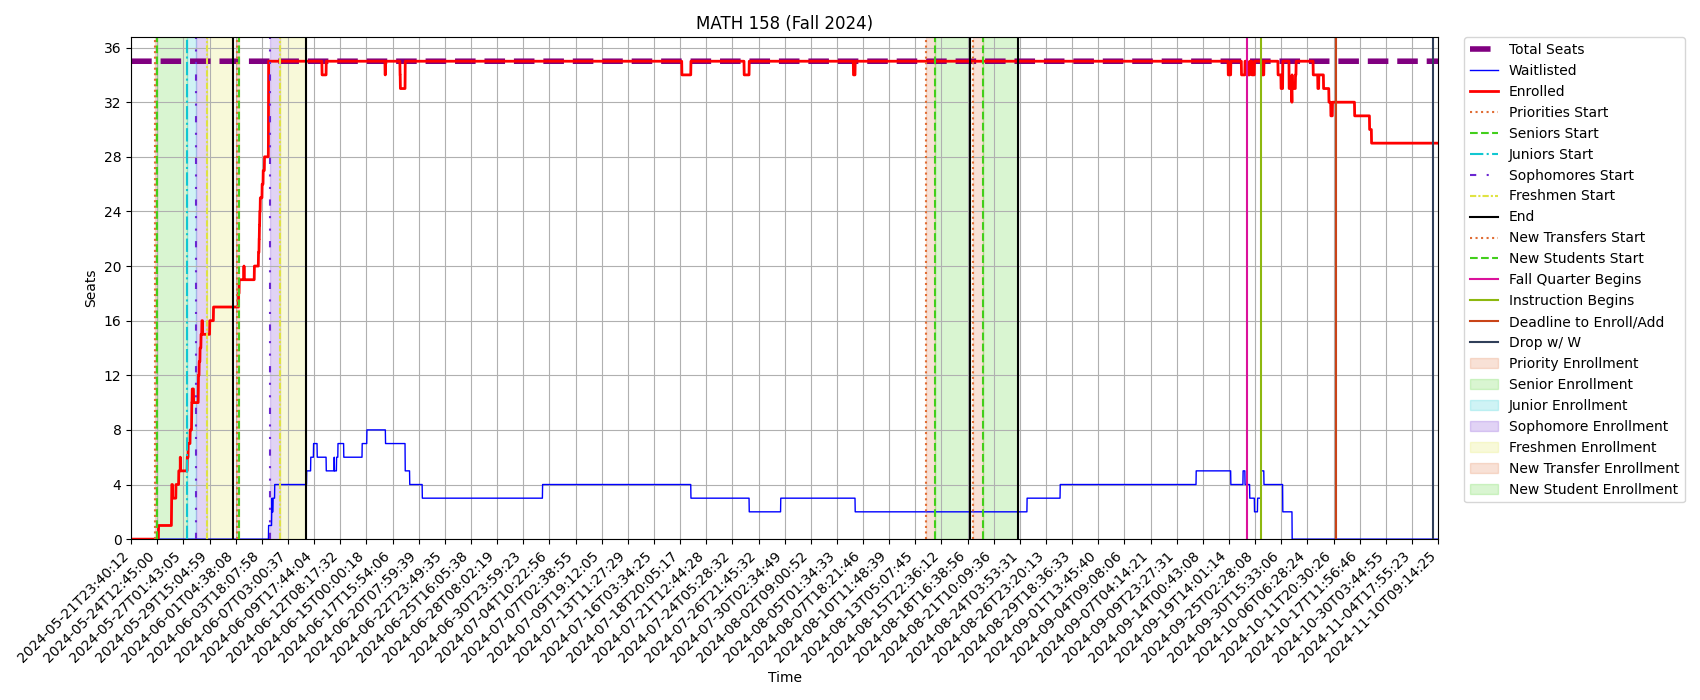 MATH 158 (Fall 2024)
36
32
28
24
20
16
12
8
4
0
Seats
2024-05-21T23:40:12
2024-05-24T12:45:00
2024-05-27T01:43:05
2024-05-29T15:04:59
2024-06-01T04:38:08
2024-06-03T18:07:58
2024-06-07T03:00:37
2024-06-09T17:44:04
2024-06-12T08:17:32
2024-06-15T00:00:18
2024-06-17T15:54:06
2024-06-20T07:59:39
2024-06-22T23:49:35
2024-06-25T16:05:38
2024-06-28T08:02:19
2024-06-30T23:59:23
2024-07-04T10:22:56
2024-07-07T02:38:55
2024-07-09T19:12:05
2024-07-13T11:27:29
2024-07-16T03:34:25
2024-07-18T20:05:17
2024-07-21T12:44:28
2024-07-24T05:28:32
2024-07-26T21:45:32
2024-07-30T02:34:49
2024-08-02T09:00:52
2024-08-05T01:34:33
2024-08-07T18:21:46
2024-08-10T11:48:39
2024-08-13T05:07:45
2024-08-15T22:36:12
2024-08-18T16:38:56
2024-08-21T10:09:36
2024-08-24T03:53:31
2024-08-26T23:20:13
2024-08-29T18:36:33
2024-09-01T13:45:40
2024-09-04T09:08:06
2024-09-07T04:14:21
2024-09-09T23:27:31
2024-09-14T00:43:08
2024-09-19T14:01:14
2024-09-25T02:28:08
2024-09-30T15:33:06
2024-10-06T06:28:24
2024-10-11T20:30:26
2024-10-17T11:56:46
2024-10-30T03:44:55
2024-11-04T17:55:23
2024-11-10T09:14:25
Time
Total Seats
Waitlisted
Enrolled
Priorities Start
Seniors Start
Juniors Start
Sophomores Start
Freshmen Start
End
New Transfers Start
New Students Start
Fall Quarter Begins
Instruction Begins
Deadline to Enroll/Add
Drop w/ W
Priority Enrollment
Senior Enrollment
Junior Enrollment
Sophomore Enrollment
Freshmen Enrollment
New Transfer Enrollment
New Student Enrollment